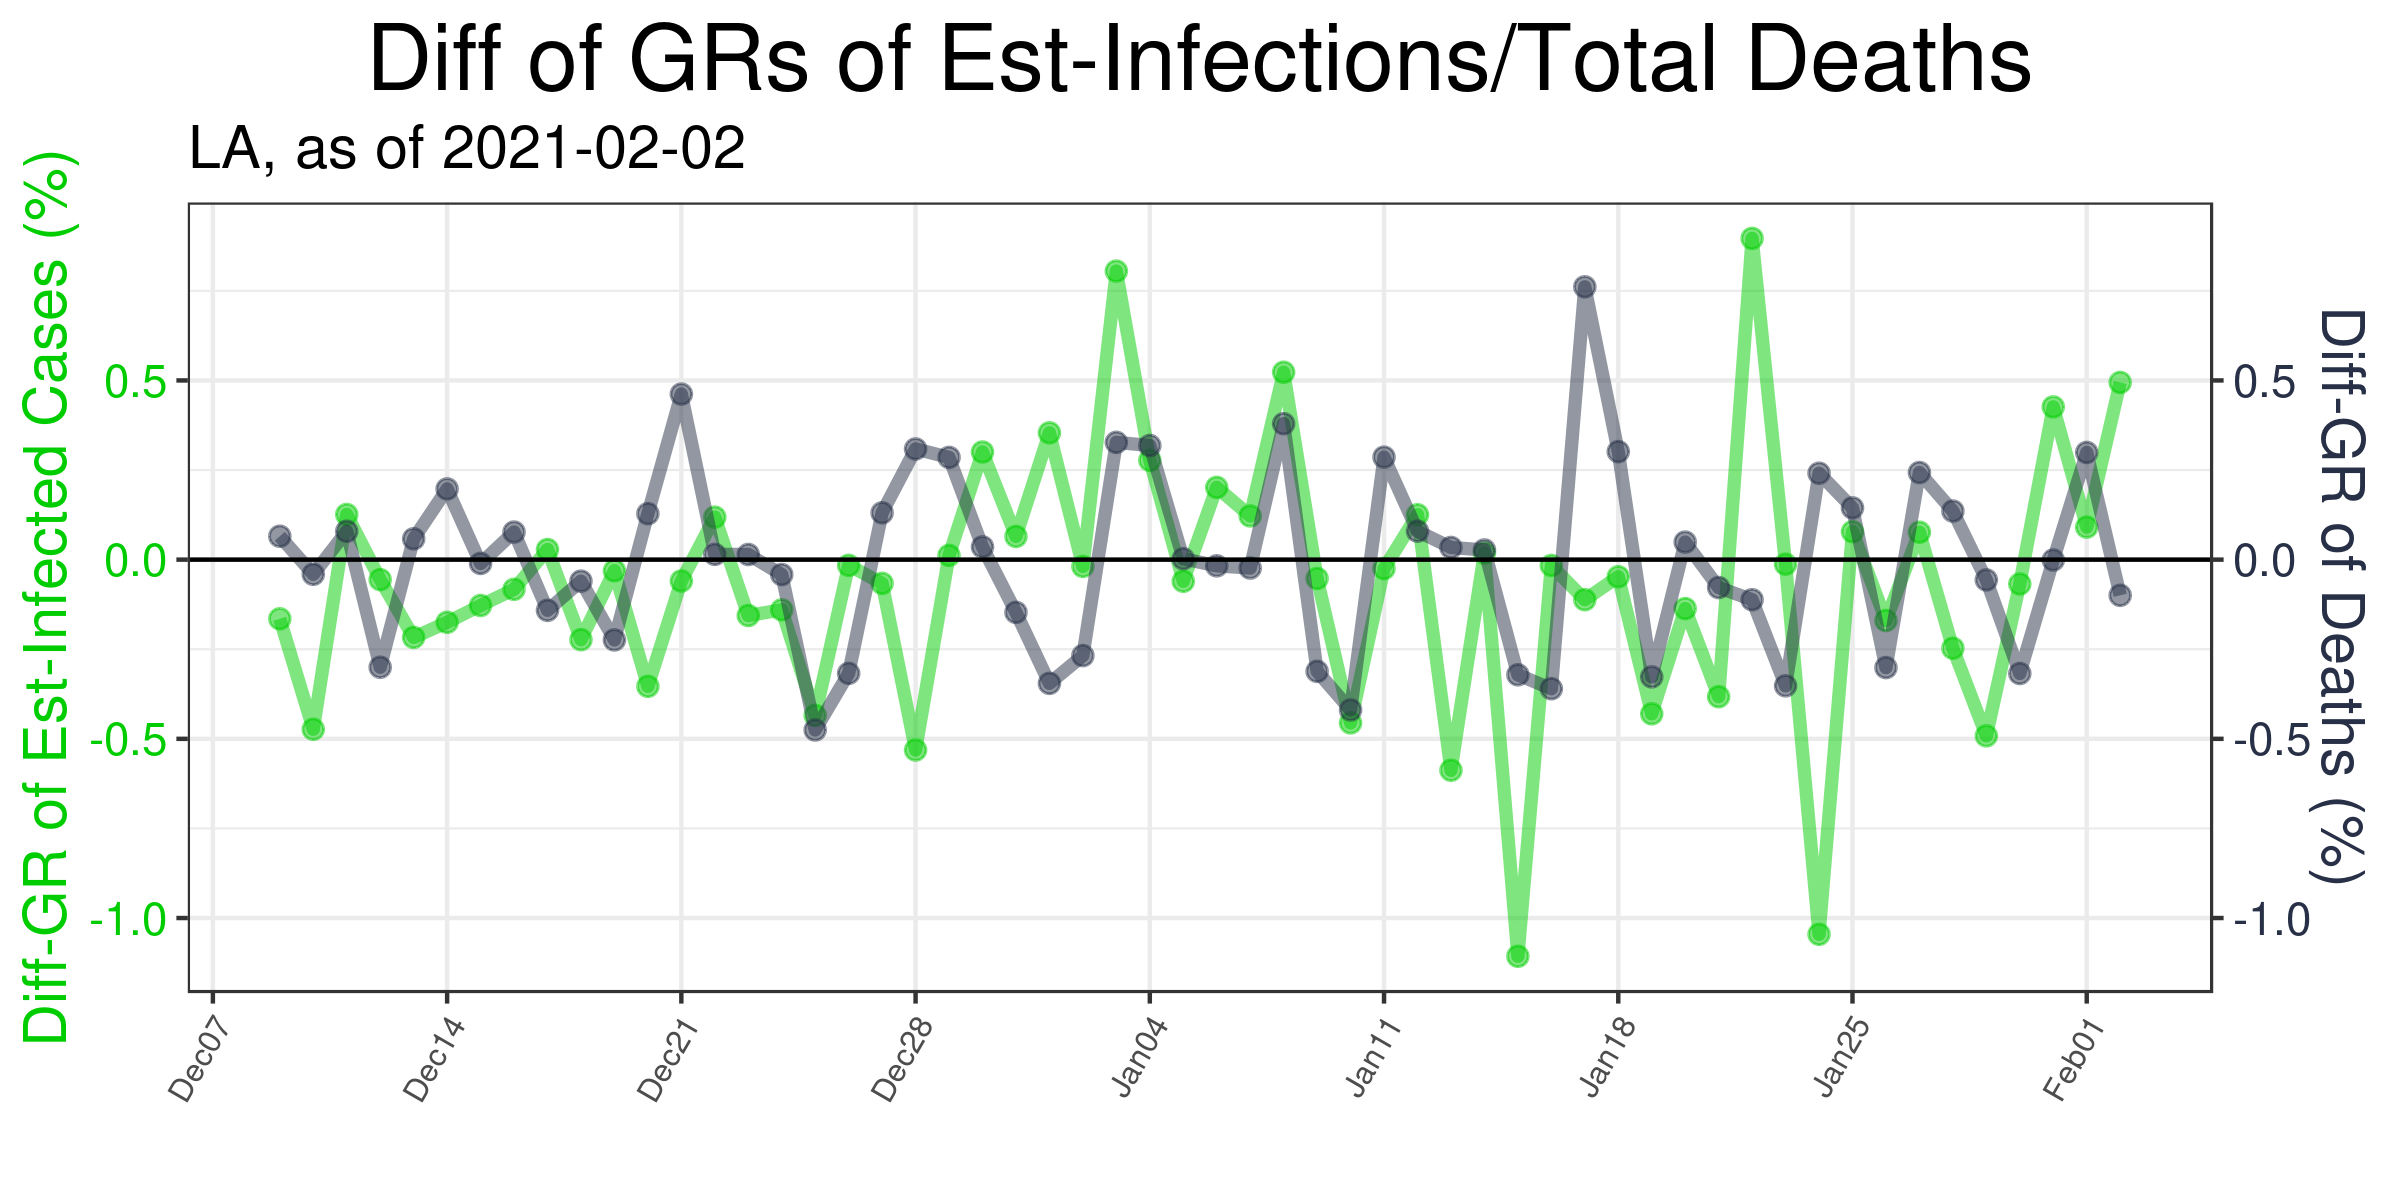 Diff of GRs of Est-Infections/Total Deaths
LA, as of 2021-02-02
Diff-GR of Est-Infected Cases (%)
0.5
0.0
-0.5
-1.0
0.5
0.0
-0.5
-1.0
Diff-GR of Deaths (%)
Dec07
Dec14
Dec21
Dec28
Jan04
Jan11
Jan18
Jan25
Feb01